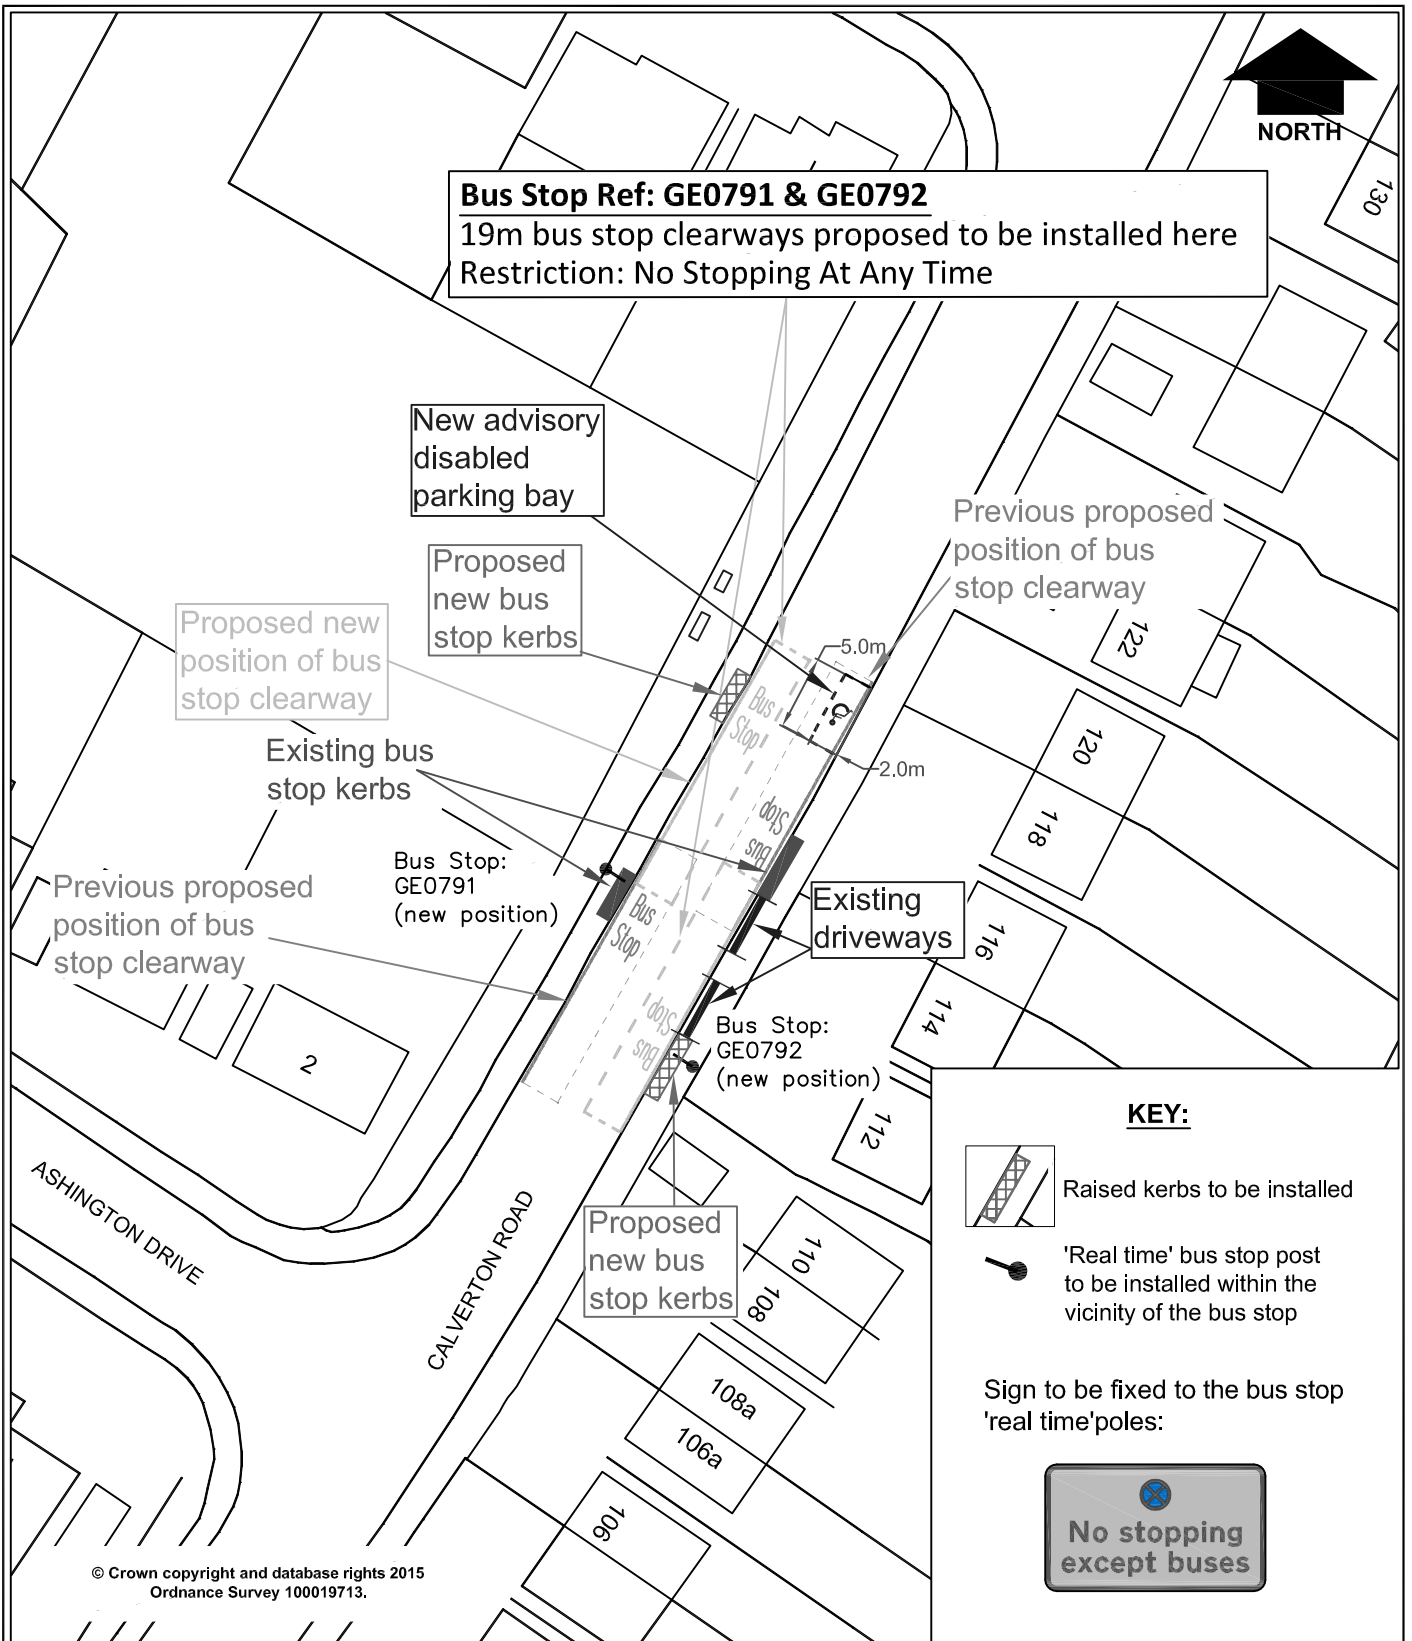 NORTH
130
Bus Stop Ref: GE0791 & GE0792
19m bus stop clearways proposed to be installed here
Restriction: No Stopping At Any Time
New advisory
disabled
parking bay
Previous proposed
position of bus
stop clearway
Proposed
new bus
stop kerbs
Proposed new
position of bus
stop clearway
5.0m
122
Bus
Stop
Existing bus
stop kerbs
2.0m
120
118
Stop
Bus
Bus Stop:
GE0791
(new position)
Previous proposed
position of bus
stop clearway
Bus
Stop
Existing
driveways
116
114
Stop
Bus
Bus Stop:
GE0792
(new position)
2
112
ASHINGTON DRIVE
CALVERTON ROAD
Proposed
new bus
stop kerbs
110
108
108a
106a
106
KEY:
Raised kerbs to be installed
'Real time' bus stop post
to be installed within the
vicinity of the bus stop
Sign to be fixed to the bus stop
'real time'poles:
No stopping
except buses
© Crown copyright and database rights 2015
Ordnance Survey 100019713.